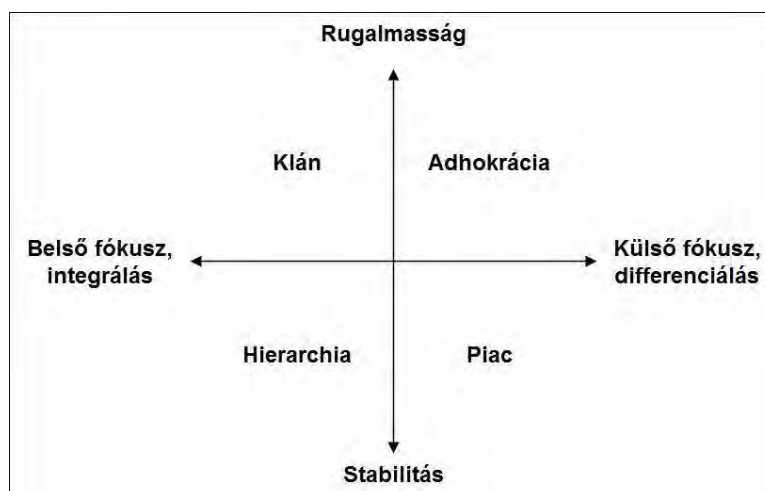 Rugalmasság
Klán
Adhokrácia
Belső fókusz,
integrálás
Külső fókusz,
differenciálás
Hierarchia
Piac
Stabilitás